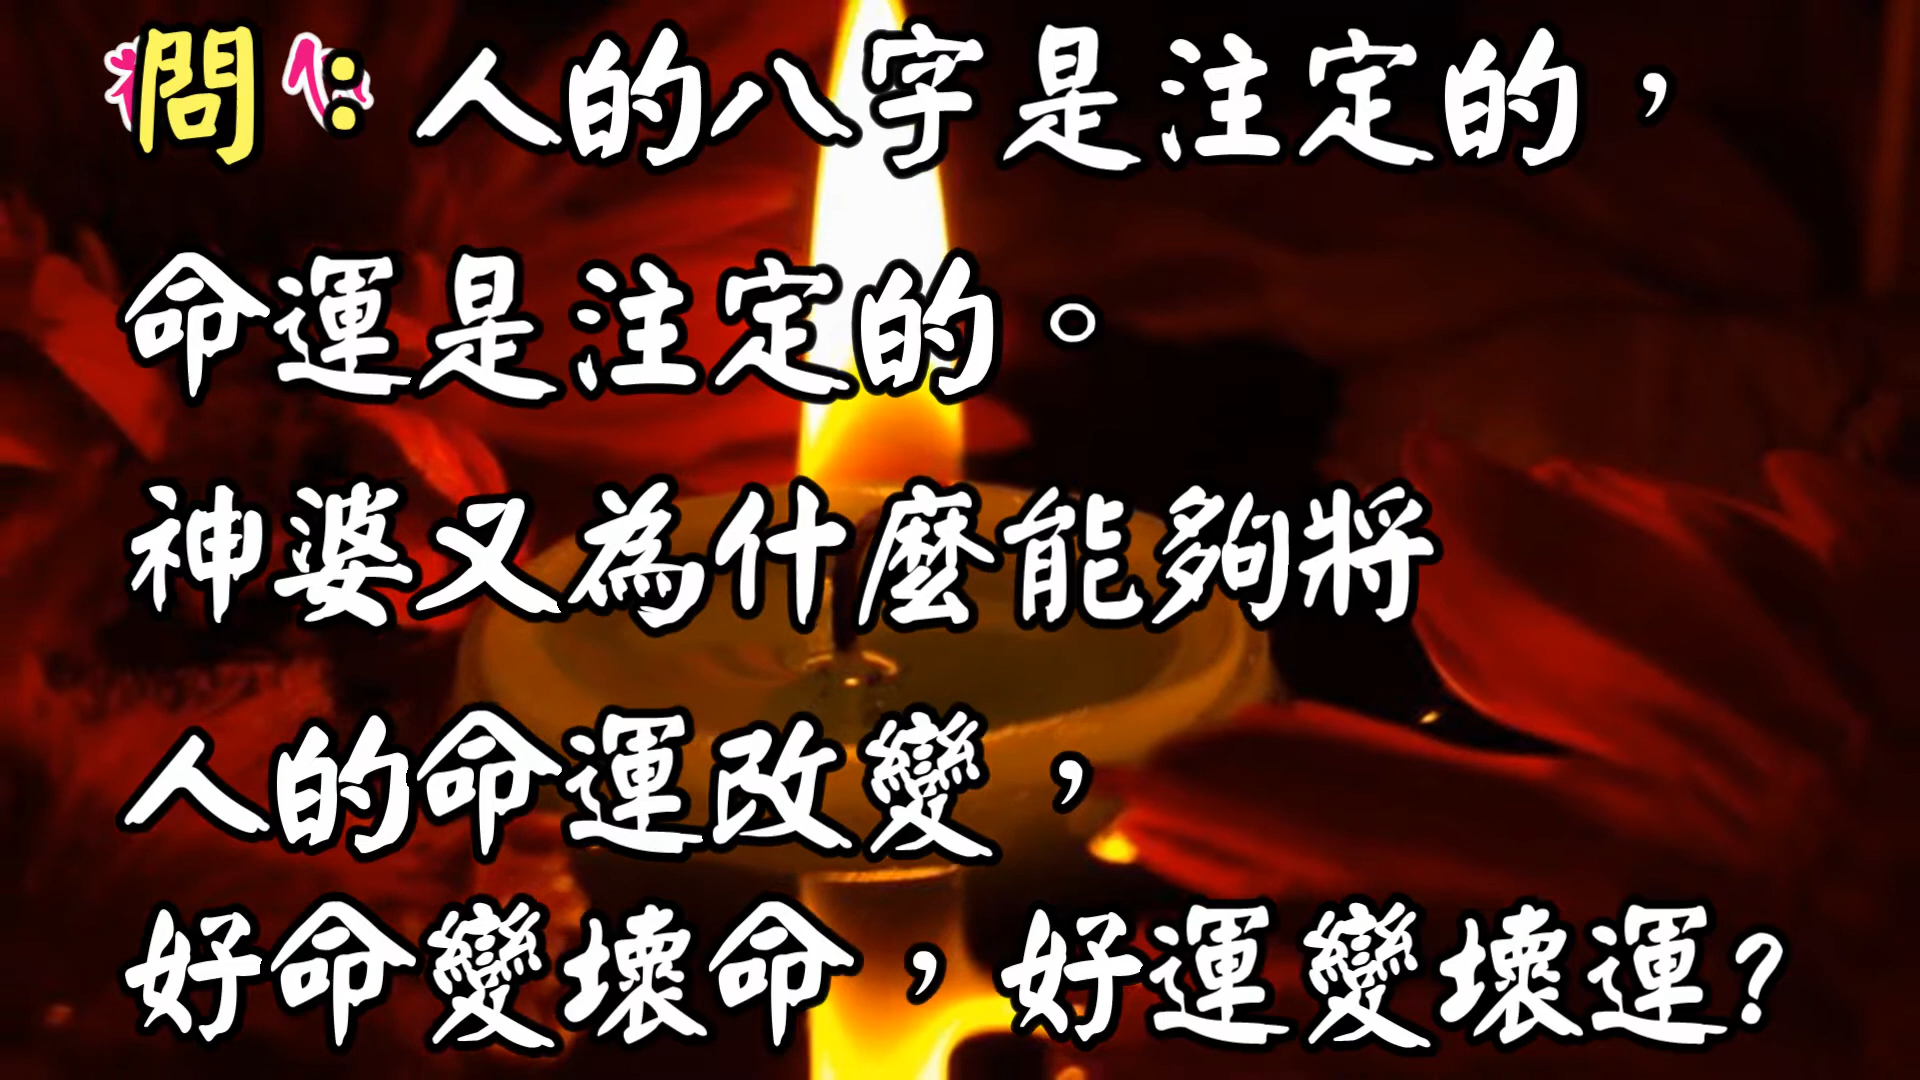 問：人的八字是注定的，
命運是注定的。
神婆又為什麼能夠將
人的命運改變，
好命變壞命，好運變壞運？